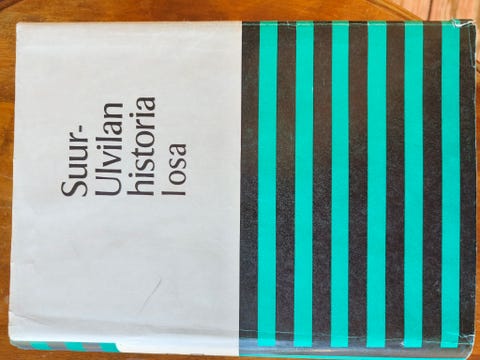 Suur-
Ulvilan
historia
I osa